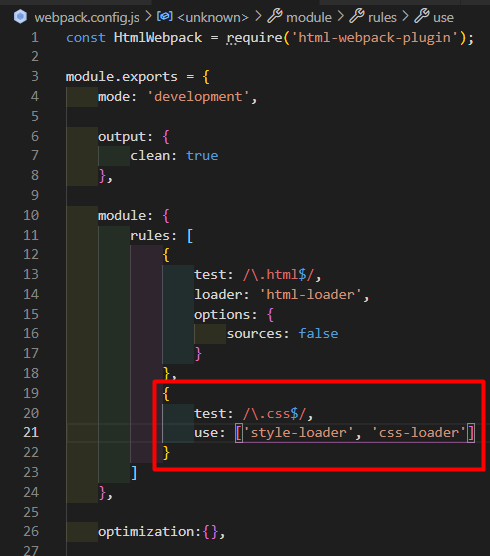 webpack.config.js > <unknown> > module > rules > use
1 const HtmlWebpack = require('html-webpack-plugin');
2
3 module.exports = {
4 mode: 'development',
5
6 output: {
7 clean: true
8 },
9
10 module: {
11 rules: [
12 {
13 test: /\.html$/,
14 loader: 'html-loader',
15 options: {
16 sources: false
17 }
18 },
19 {
20 test: /\.css$/,
21 use: ['style-loader', 'css-loader']
22 }
23 ]
24 },
25
26 optimization:{},
27